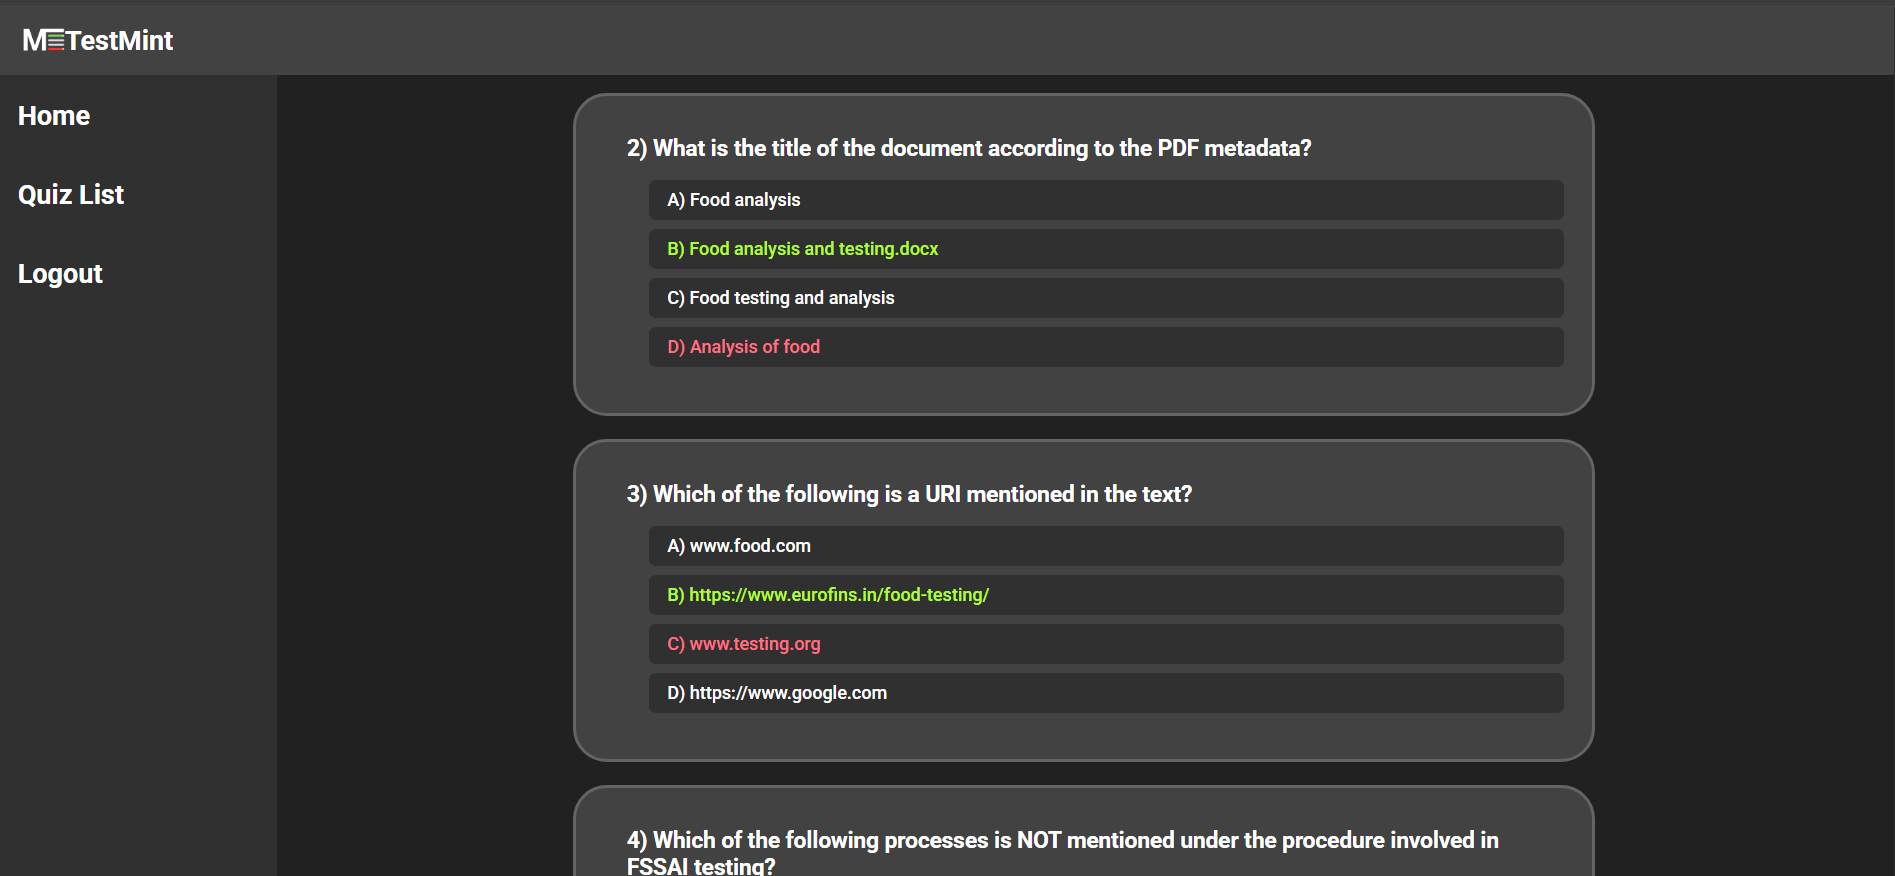 METestMint
Home
Quiz List
Logout
2) What is the title of the document according to the PDF metadata?
A) Food analysis
B) Food analysis and testing.docx
C) Food testing and analysis
D) Analysis of food
3) Which of the following is a URI mentioned in the text?
A) www.food.com
B) https://www.eurofins.in/food-testing/
C) www.testing.org
D) https://www.google.com
4) Which of the following processes is NOT mentioned under the procedure involved in
FSSAI testing?